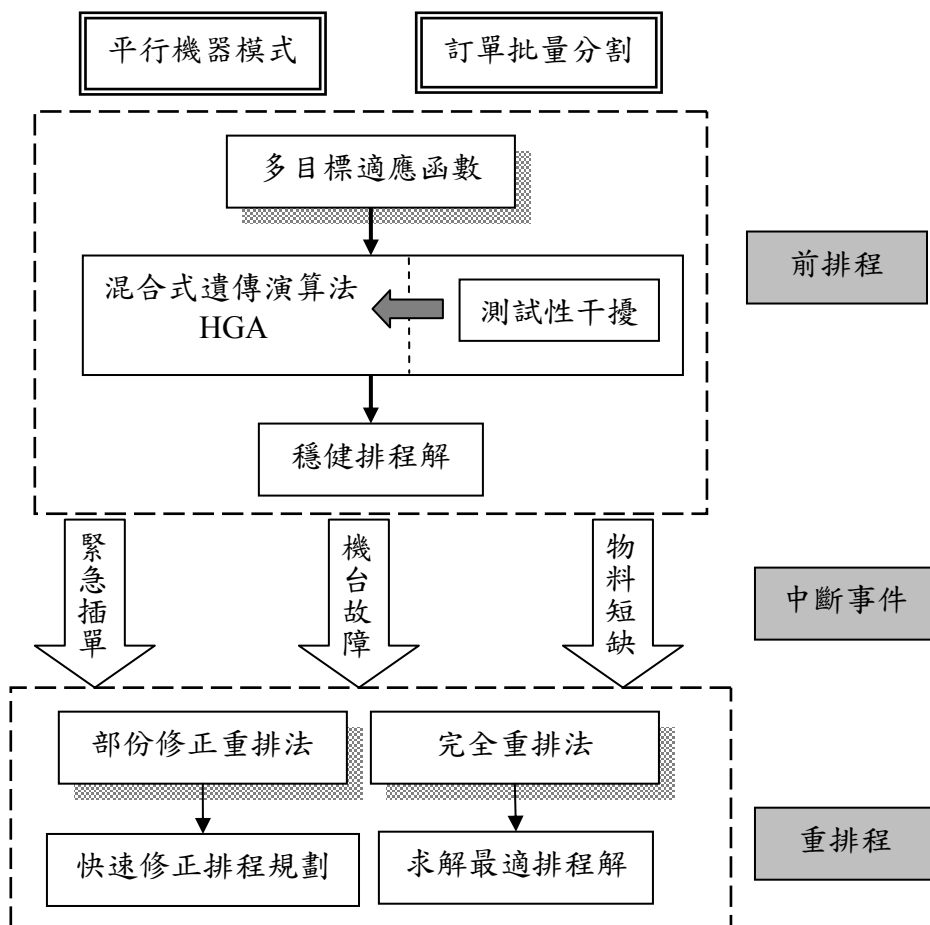 平行機器模式
訂單批量分割
多目標適應函數
混合式遺傳演算法
HGA
測試性干擾
穩健排程解
前排程
緊急插單
機台故障
物料短缺
中斷事件
部份修正重排法
完全重排法
快速修正排程規劃
求解最適排程解
重排程